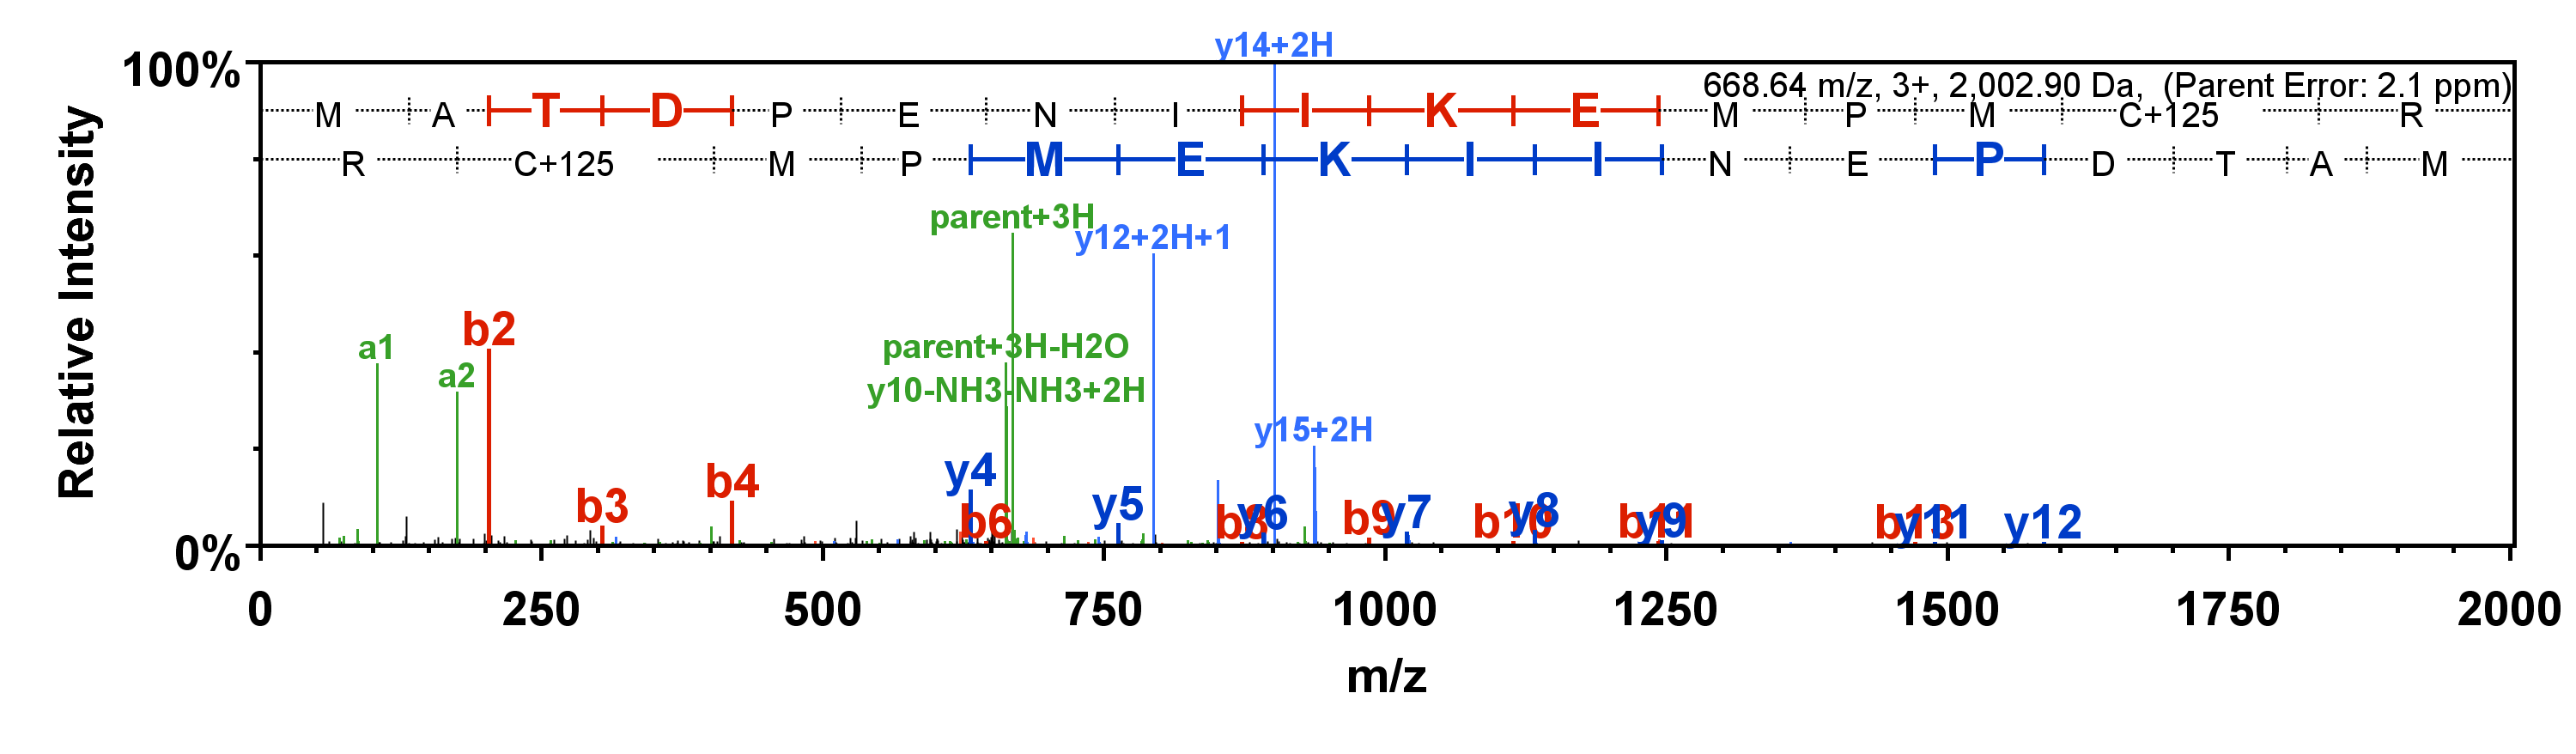 y14+2H
100%
668.64 m/z, 3+, 2,002.90 Da, (Parent Error: 2.1 ppm)
M A T D P E N I I K E M P M C+125 R
R C+125 M P M E K I I N E P D T A M
parent+3H
y12+2H+1
b2
a1
parent+3H-H2O
a2
y10-NH3-NH3+2H
y15+2H
y4
b4
y5
b3
b6
b8
y6
b9
y7
b10
y8
b11
y9
b13
y11
y12
0%
0 250 500 750 1000 1250 1500 1750 2000
m/z
Relative Intensity